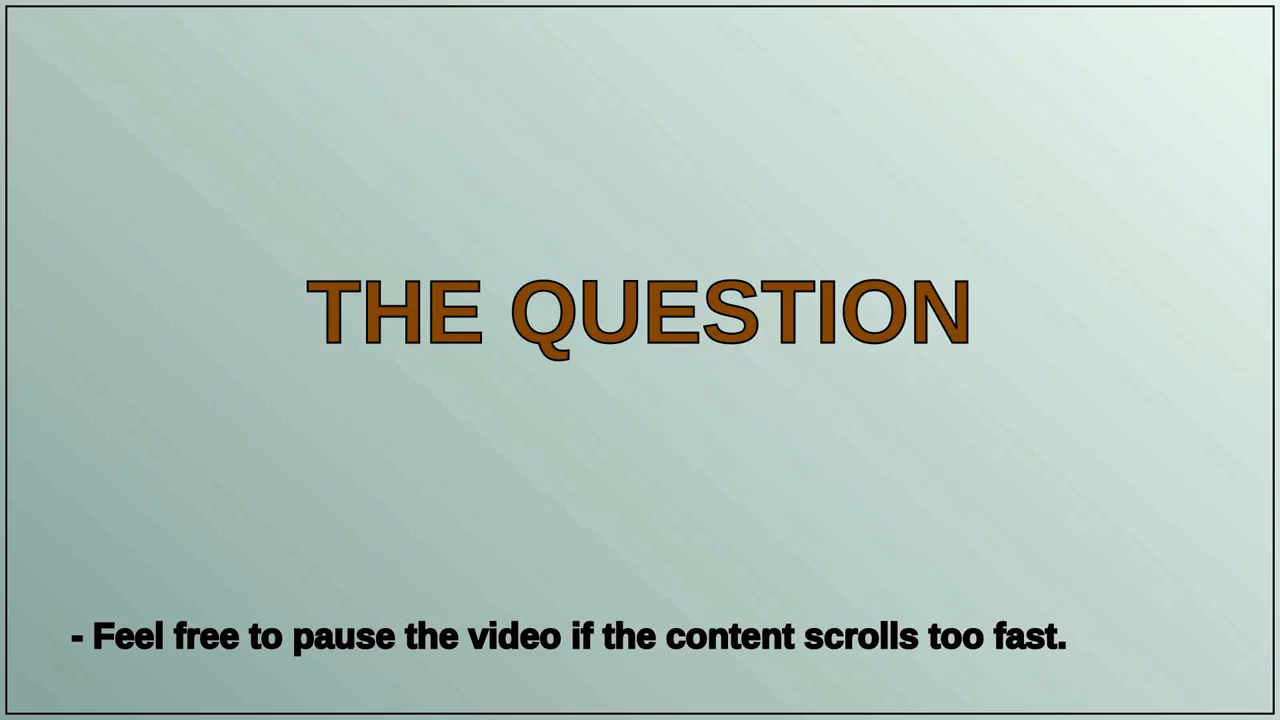 THE QUESTION
- Feel free to pause the video if the content scrolls too fast.